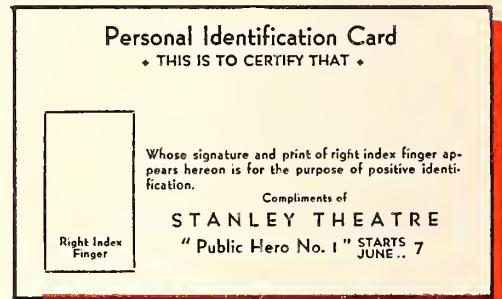 Personal Identification Card
◆ THIS IS TO CERTIFY THAT ◆
Whose signature and print of right index finger ap-
pears hereon is for the purpose of positive identi-
fication.
Compliments of
STANLEY THEATRE
"Public Hero No. 1" STARTS JUNE.. 7
Right Index
Finger